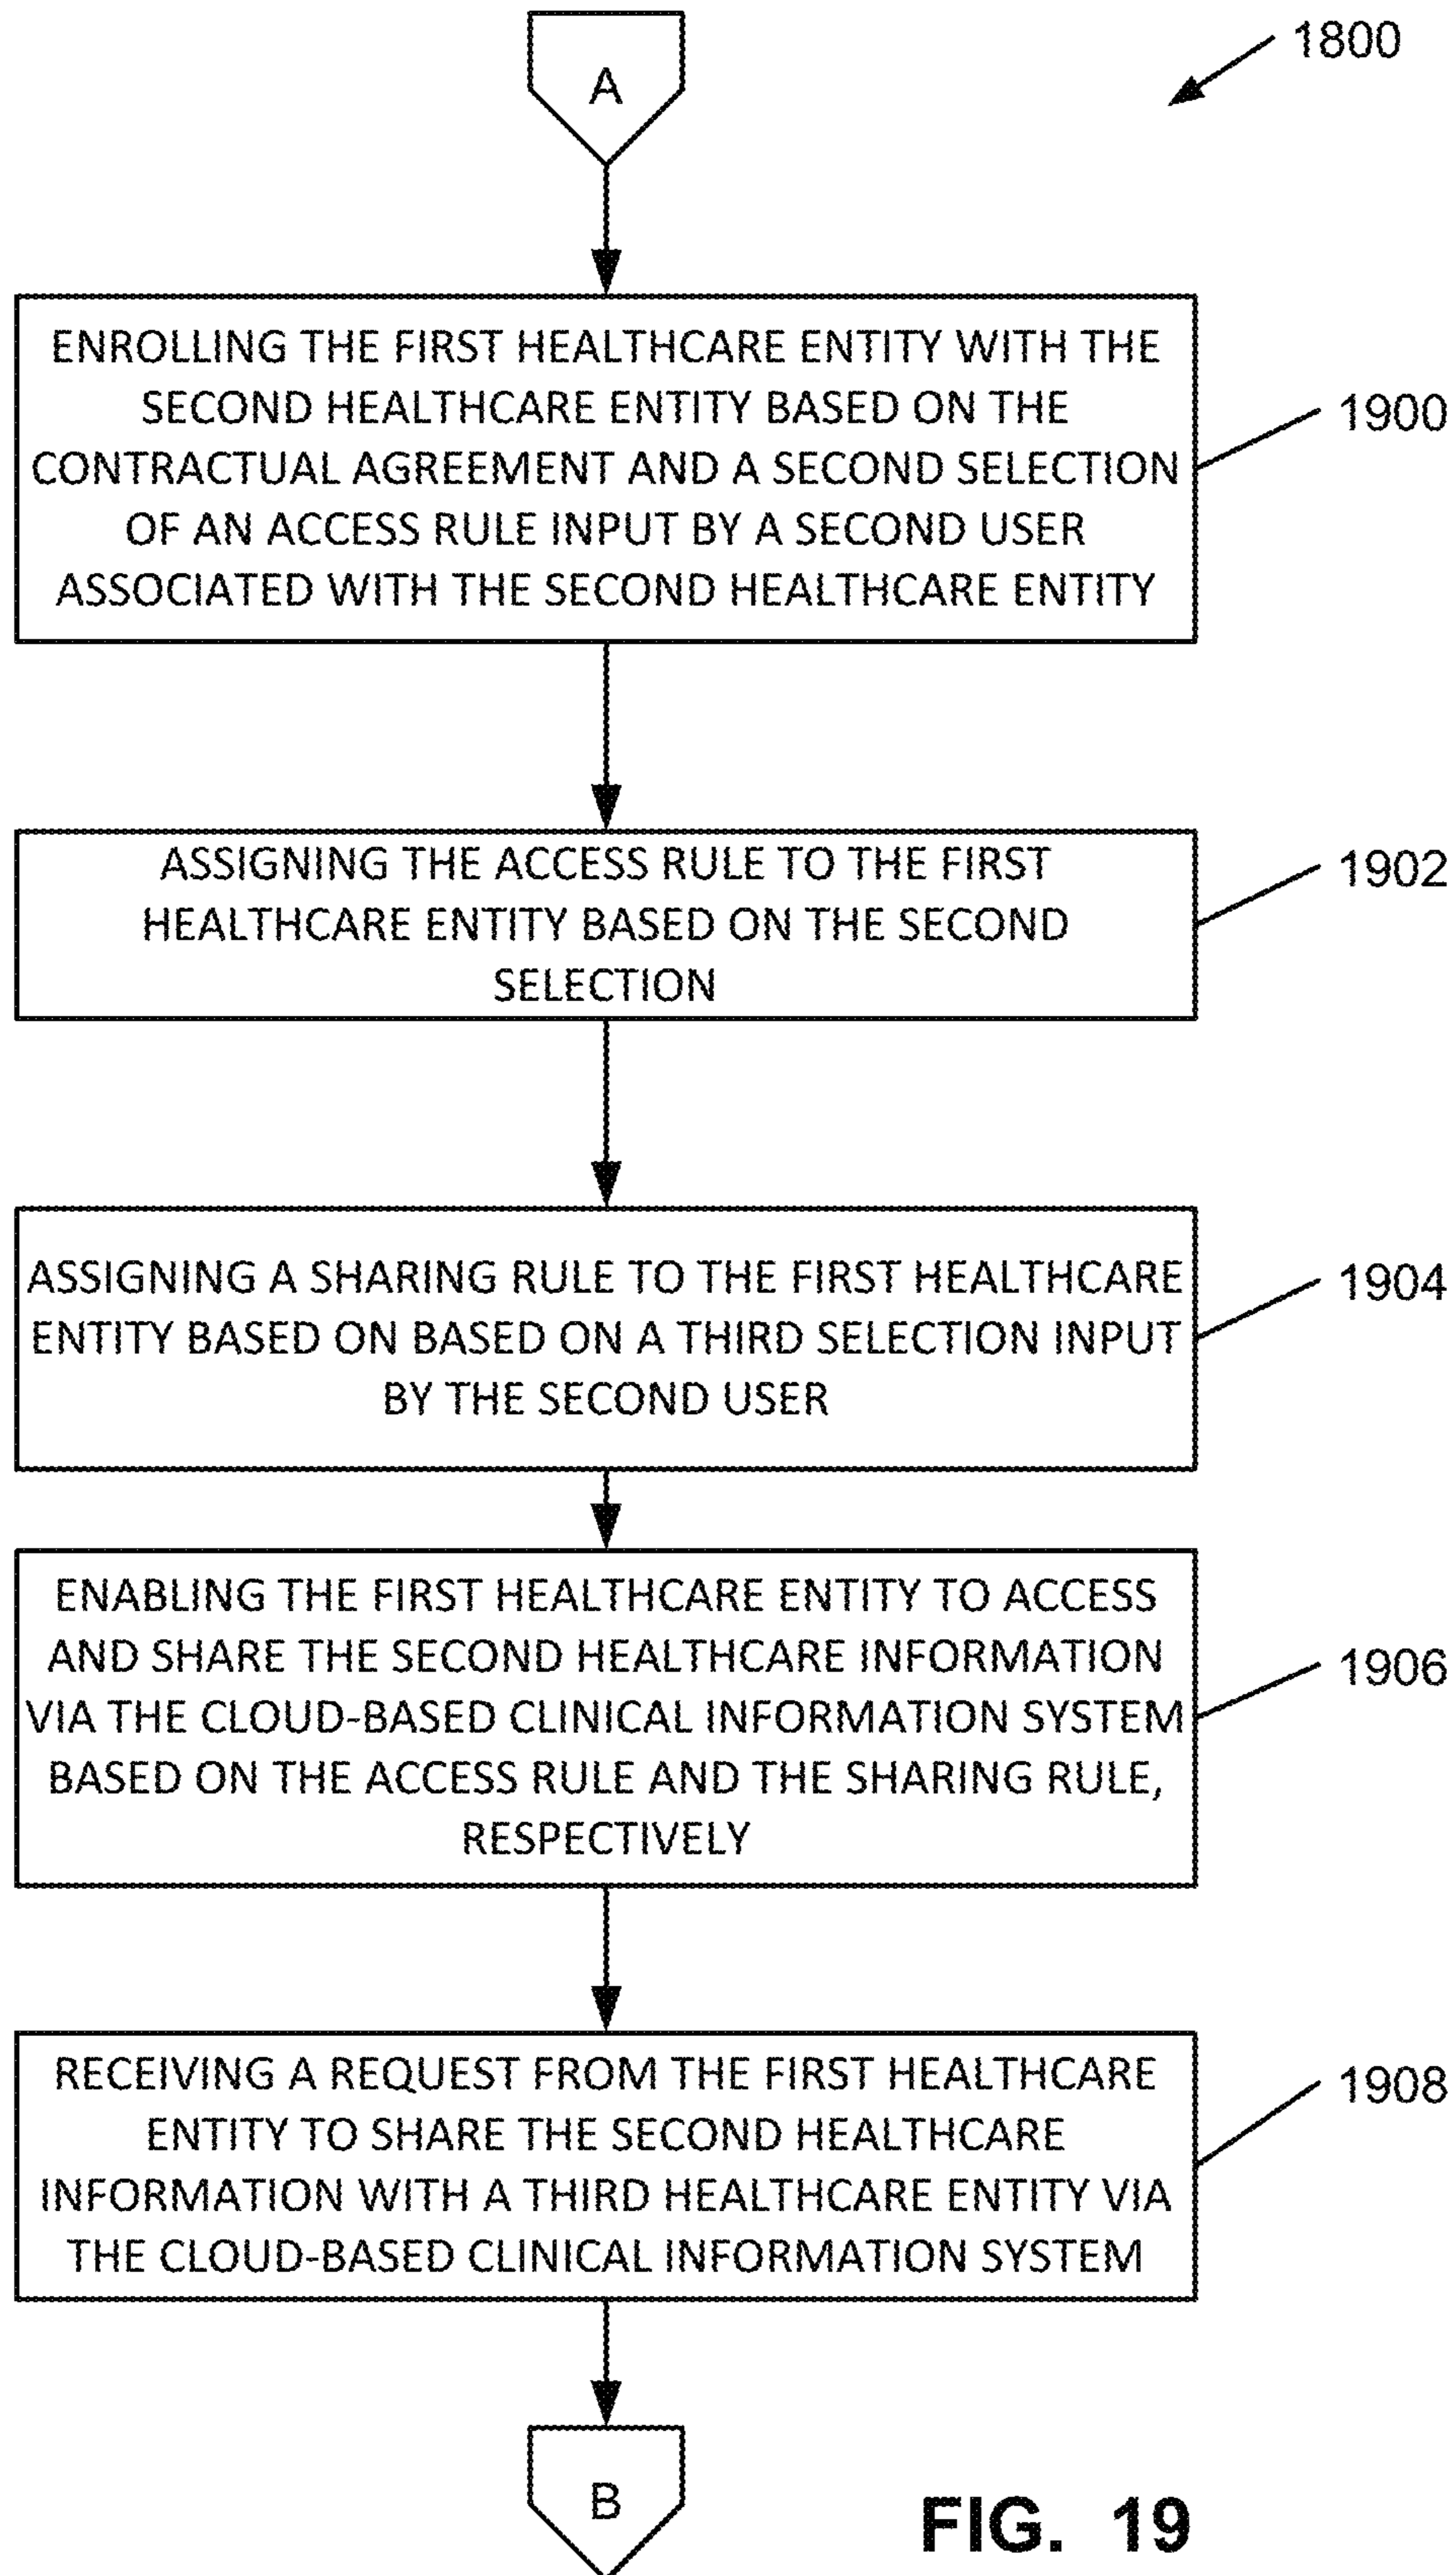 A
1800
ENROLLING THE FIRST HEALTHCARE ENTITY WITH THE
SECOND HEALTHCARE ENTITY BASED ON THE
CONTRACTUAL AGREEMENT AND A SECOND SELECTION
OF AN ACCESS RULE INPUT BY A SECOND USER
ASSOCIATED WITH THE SECOND HEALTHCARE ENTITY
1900
ASSIGNING THE ACCESS RULE TO THE FIRST
HEALTHCARE ENTITY BASED ON THE SECOND
SELECTION
1902
ASSIGNING A SHARING RULE TO THE FIRST HEALTHCARE
ENTITY BASED ON BASED ON A THIRD SELECTION INPUT
BY THE SECOND USER
1904
ENABLING THE FIRST HEALTHCARE ENTITY TO ACCESS
AND SHARE THE SECOND HEALTHCARE INFORMATION
VIA THE CLOUD-BASED CLINICAL INFORMATION SYSTEM
BASED ON THE ACCESS RULE AND THE SHARING RULE,
RESPECTIVELY
1906
RECEIVING A REQUEST FROM THE FIRST HEALTHCARE
ENTITY TO SHARE THE SECOND HEALTHCARE
INFORMATION WITH A THIRD HEALTHCARE ENTITY VIA
THE CLOUD-BASED CLINICAL INFORMATION SYSTEM
1908
B
FIG. 19